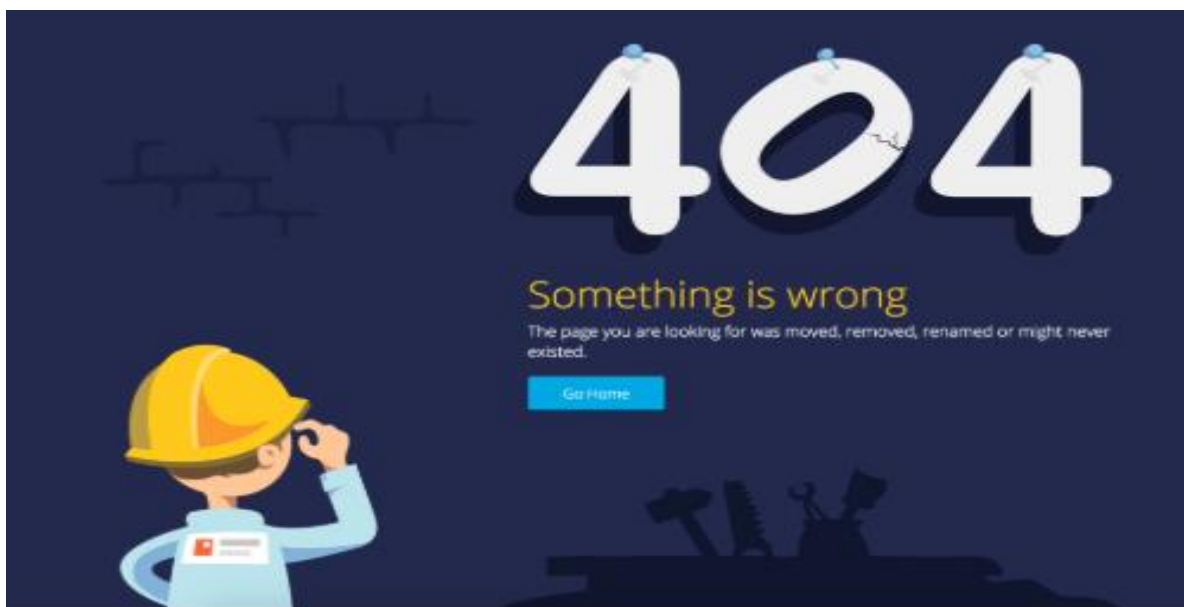 404
Something is wrong
The page you are looking for was moved, removed, renamed or might never
existed.
Go Home